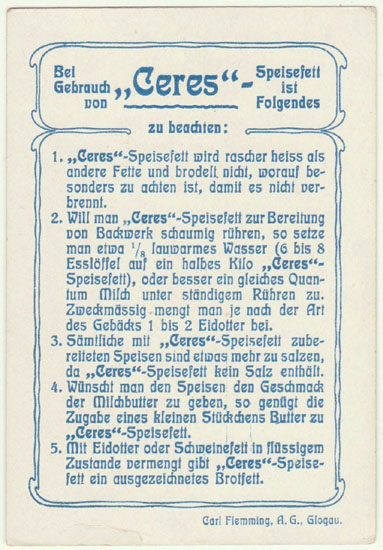 Bei Gebrauch von „Ceres“- Speisefett ist Folgendes
zu beachten:
1. „Ceres“-Speisefett wird rascher heiss als
andere Fette und brodelt nicht, worauf be-
sonders zu achten ist, damit es nicht ver-
brennt.
2. Will man „Ceres“-Speisefett zur Bereitung
von Backwerk schaumig rühren, so setze
man etwa 1/8 lauwarmes Wasser (6 bis 8
Esslöffel auf ein halbes Kilo „Ceres“-
Speisefett), oder besser ein gleiches Quan-
tum Milch unter ständigem Rühren zu.
Zweckmässig mengt man je nach der Art
des Gebäcks 1 bis 2 Eidotter bei.
3. Sämtliche mit „Ceres“-Speisefett zube-
reiteten Speisen sind etwas mehr zu salzen,
da „Ceres“-Speisefett kein Salz enthält.
4. Wünscht man den Speisen den Geschmack
der Milchbutter zu geben, so genügt die
Zugabe eines kleinen Stückchens Butter zu
„Ceres“-Speisefett.
5. Mit Eidotter oder Schweinefett in flüssigem
Zustande vermengt gibt „Ceres“-Speise-
fett ein ausgezeichnetes Brotfett.
Carl Flemming, A. G., Glogau.